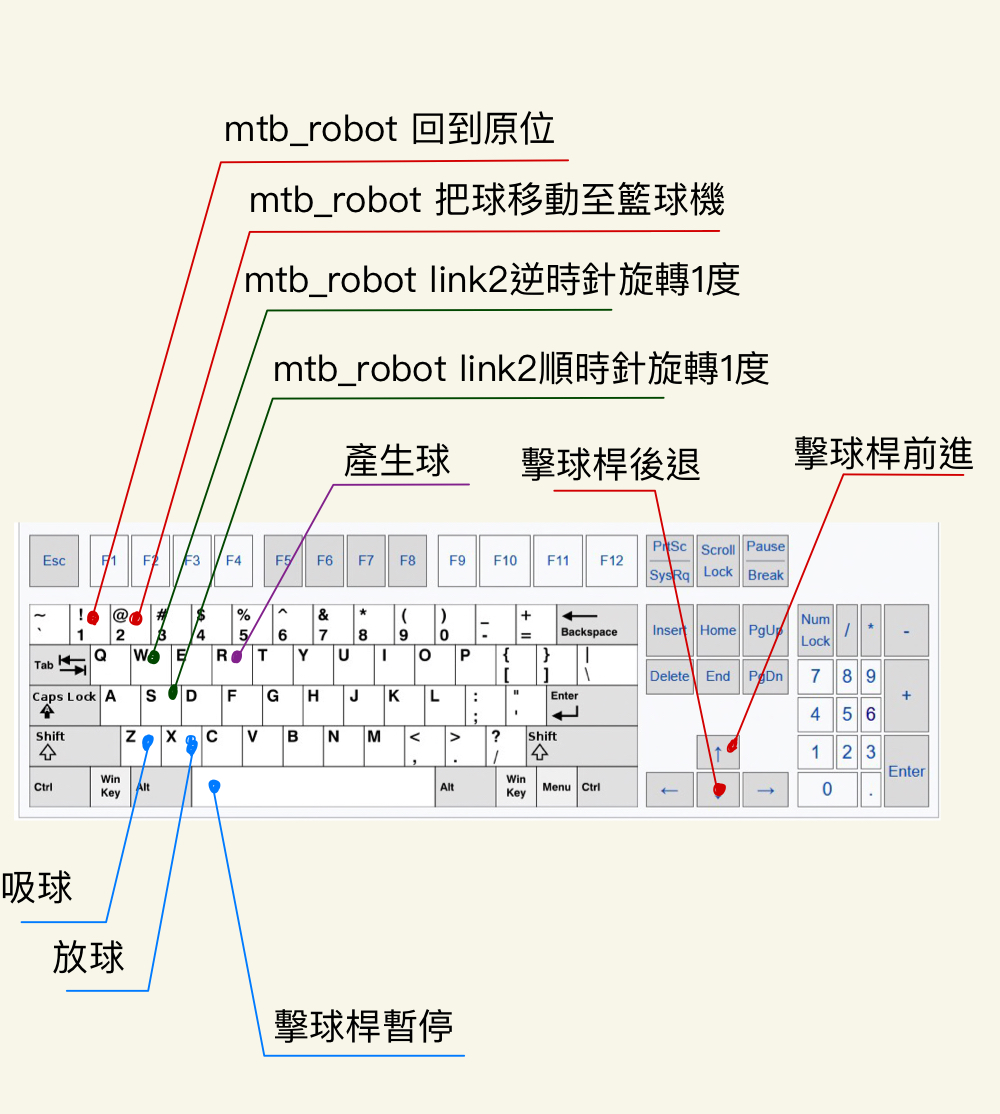 mtb_robot 回到原位
mtb_robot 把球移動至籃球機
mtb_robot link2逆時針旋轉1度
mtb_robot link2順時針旋轉1度
產生球
擊球桿後退
擊球桿前進
Esc F1 F2 F3 F4 F5 F6 F7 F8 F9 F10 F11 F12 PrtSc SysRq Scroll Lock Pause Break
~ ! @ # $ % ^ & * ( ) _ +
` 1 2 3 4 5 6 7 8 9 0 - = Backspace
Insert Home PgUp Num Lock / * -
Tab Q W E R T Y U I O P { } |
[ ] \
Delete End PgDn 7 8 9 +
Caps Lock A S D F G H J K L : " Enter
; '
4 5 6
Shift Z X C V B N M < > ? Shift
, . /
↑ 1 2 3 Enter
Ctrl Win Key Alt Alt Win Key Menu Ctrl
← → 0 .
吸球
放球
擊球桿暫停